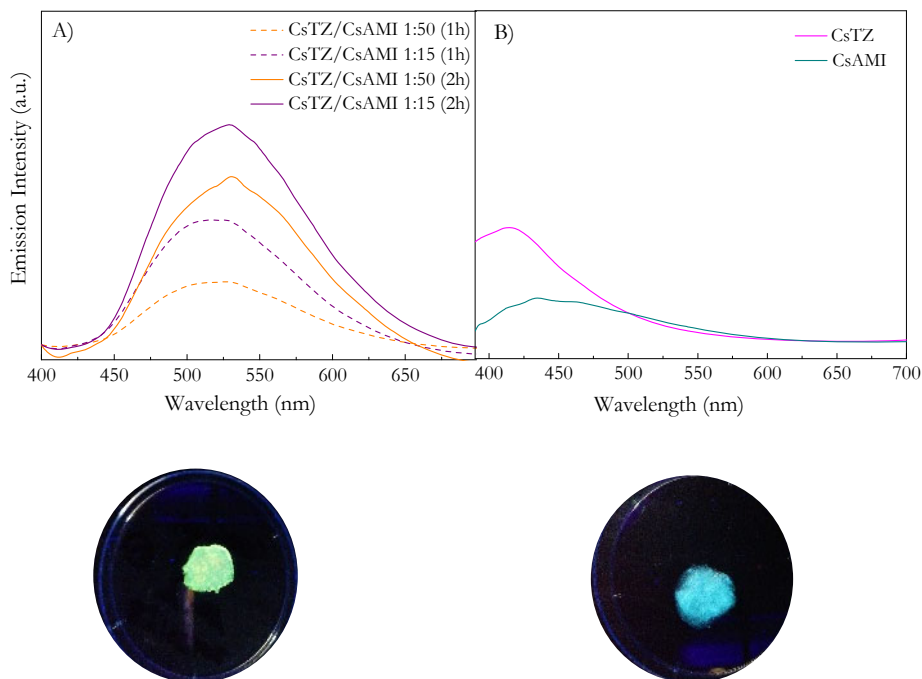 A)
CsTZ/CsAMI 1:50 (1h)
CsTZ/CsAMI 1:15 (1h)
CsTZ/CsAMI 1:50 (2h)
CsTZ/CsAMI 1:15 (2h)
Emission Intensity (a.u.)
400 450 500 550 600 650
Wavelength (nm)
B)
CsTZ
CsAMI
400 450 500 550 600 650 700
Wavelength (nm)